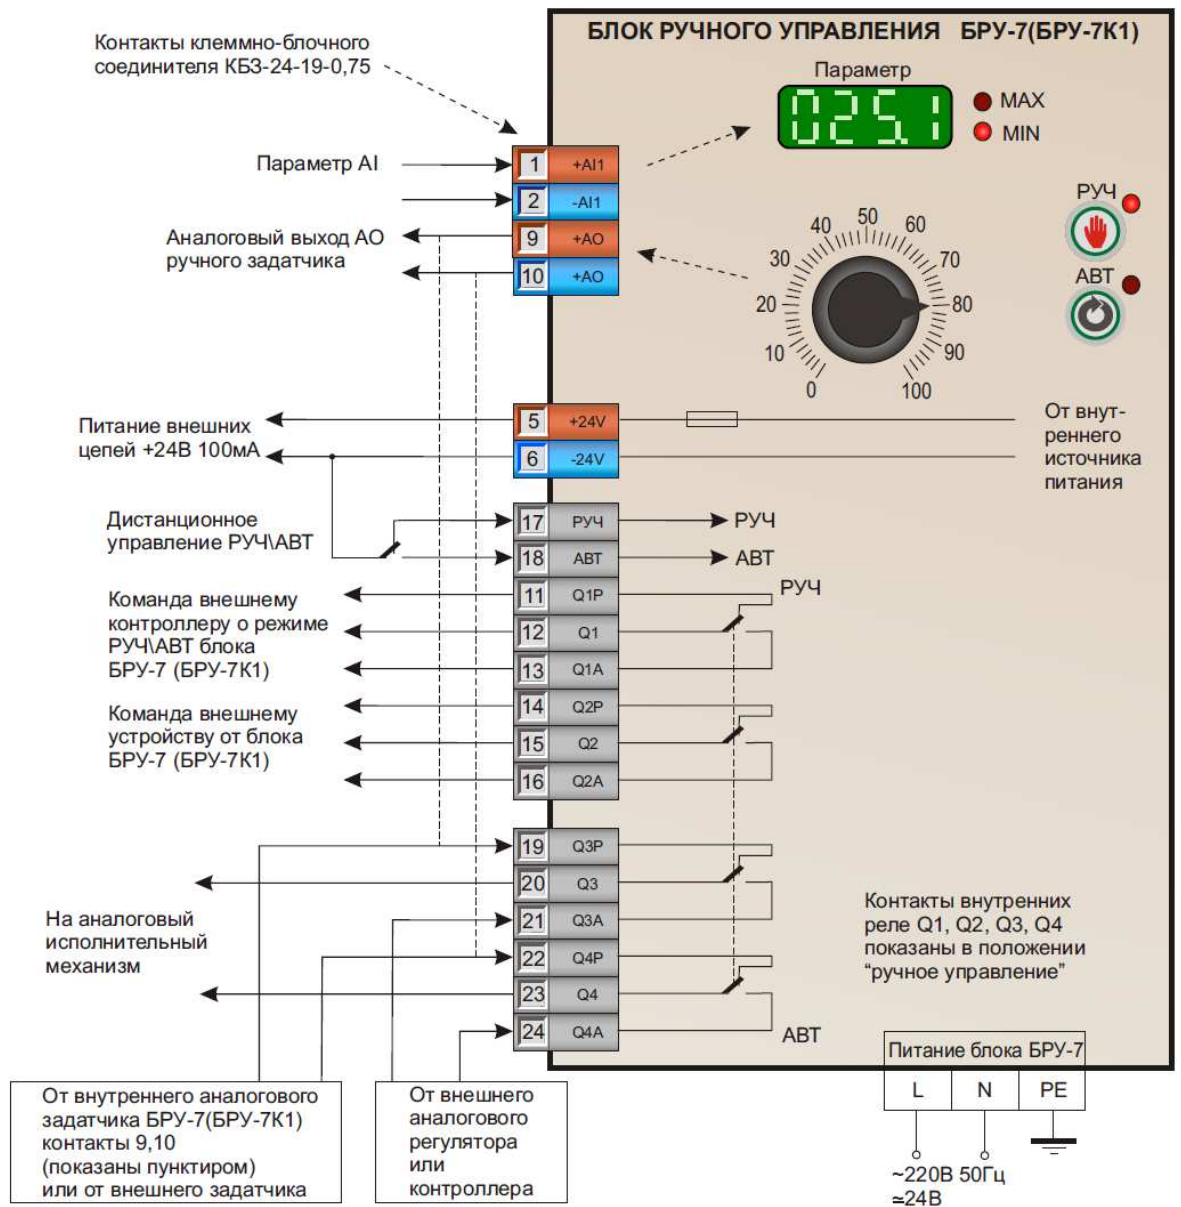 БЛОК РУЧНОГО УПРАВЛЕНИЯ БРУ-7(БРУ-7К1)
Контакты клеммно-блочного
соединителя КБЗ-24-19-0,75
Параметр
025.1
MAX
MIN
Параметр AI
1 +AI1
2 -AI1
Аналоговый выход АО
ручного задатчика
9 +AO
10 +AO
0
10
20
30
40
50
60
70
80
90
100
РУЧ
АВТ
Питание внешних
цепей +24В 100мА
5 +24V
6 -24V
От внут-
реннего
источника
питания
Дистанционное
управление РУЧ\АВТ
17 РУЧ
РУЧ
18 АВТ
АВТ
Команда внешнему
контроллеру о режиме
РУЧ\АВТ блока
БРУ-7 (БРУ-7К1)
11 Q1P
РУЧ
12 Q1
13 Q1A
Команда внешнему
устройству от блока
БРУ-7 (БРУ-7К1)
14 Q2P
15 Q2
16 Q2A
19 Q3P
20 Q3
21 Q3A
22 Q4P
23 Q4
24 Q4A
АВТ
На аналоговый
исполнительный
механизм
Контакты внутренних
реле Q1, Q2, Q3, Q4
показаны в положении
“ручное управление”
От внутреннего аналогового
задатчика БРУ-7(БРУ-7К1)
контакты 9,10
(показаны пунктиром)
или от внешнего задатчика
От внешнего
аналогового
регулятора
или
контроллера
Питание блока БРУ-7
L N PE
~220В 50Гц
≃24В